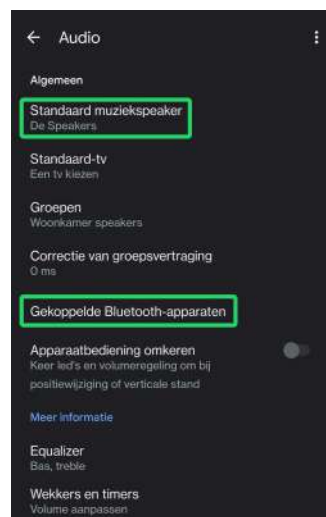 Audio
Algemeen
Standaard muziekspeaker
De Speakers
Standaard-tv
Een tv kiezen
Groepen
Woonkamer speakers
Correctie van groepsvertraging
0 ms
Gekoppelde Bluetooth-apparaten
Apparaatbediening omkeren
Keer led's en volumeregeling om bij
positiewijziging of verticale stand
Meer informatie
Equalizer
Bas, treble
Wekkers en timers
Volume aanpassen